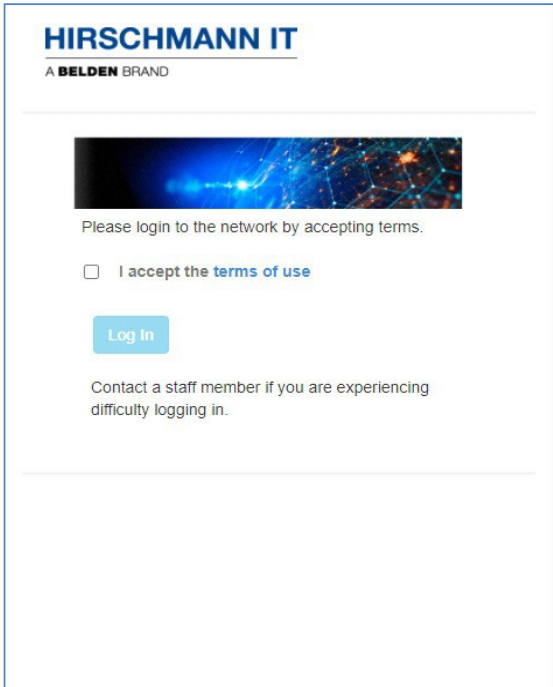 HIRSCHMANN IT
A BELDEN BRAND
Please login to the network by accepting terms.
I accept the terms of use
Log In
Contact a staff member if you are experiencing
difficulty logging in.